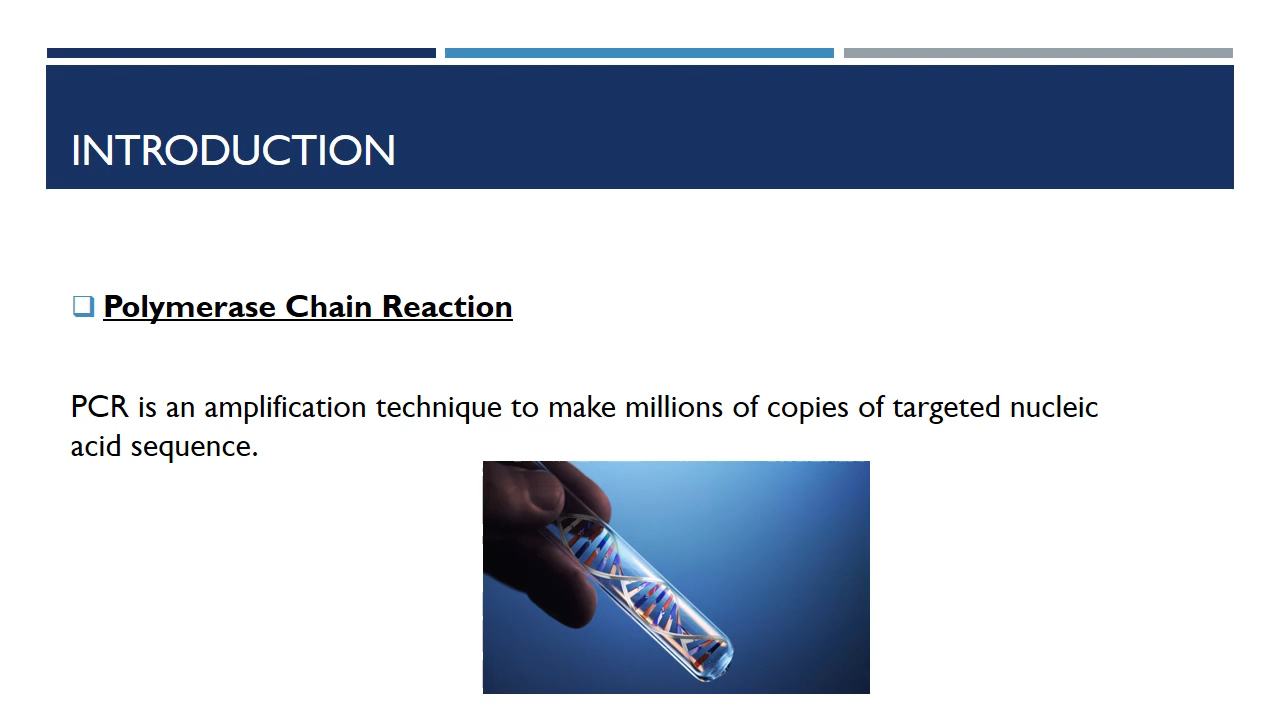 INTRODUCTION
Polymerase Chain Reaction
PCR is an amplification technique to make millions of copies of targeted nucleic
acid sequence.